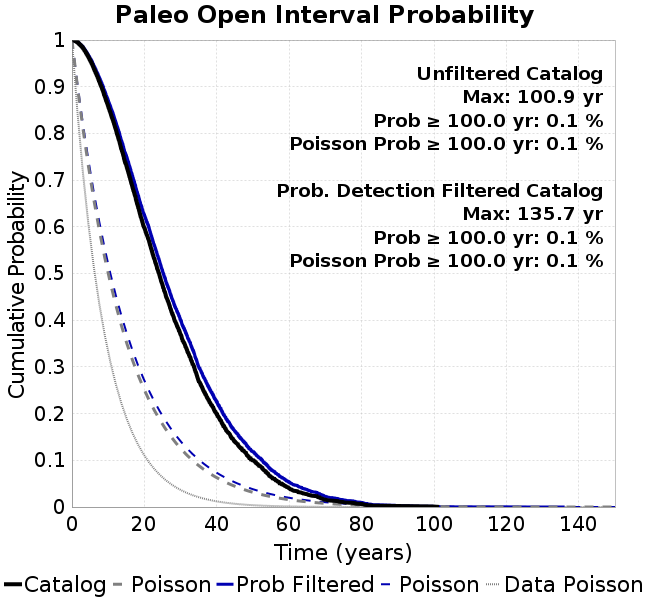 Paleo Open Interval Probability
Cumulative Probability
1
0.9
0.8
0.7
0.6
0.5
0.4
0.3
0.2
0.1
0
Unfiltered Catalog
Max: 100.9 yr
Prob ≥ 100.0 yr: 0.1 %
Poisson Prob ≥ 100.0 yr: 0.1 %
Prob. Detection Filtered Catalog
Max: 135.7 yr
Prob ≥ 100.0 yr: 0.1 %
Poisson Prob ≥ 100.0 yr: 0.1 %
0 20 40 60 80 100 120 140
Time (years)
Catalog Poisson Prob Filtered Poisson Data Poisson